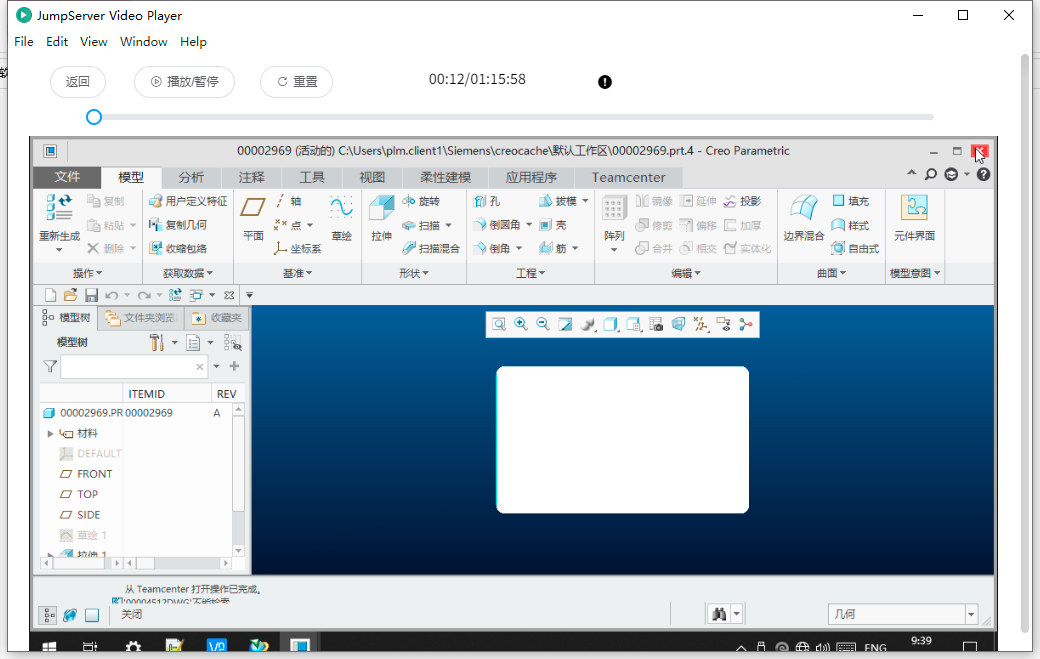 JumpServer Video Player
File Edit View Window Help
返回 播放/暂停 重置 00:12/01:15:58
00002969 (活动的) C:\Users\plm.client1\Siemens\creocache\默认工作区\00002969.prt.4 - Creo Parametric
文件 模型 分析 注释 工具 视图 柔性建模 应用程序 Teamcenter
重新生成 复制 粘贴 删除
用户定义特征 复制几何 收缩包络
平面 轴 点 坐标系 草绘
拉伸 旋转 扫描 扫描混合
孔 倒圆角 倒角 拔模 壳 筋
阵列 镜像 延伸 投影 修剪 偏移 加厚 合并 相交 实体化
边界混合 填充 样式 自由式
元件界面
操作 获取数据 基准 形状 工程 编辑 曲面 模型意图
模型树 文件夹浏览 收藏夹
模型树
ITEMID REV
00002969.PR 00002969 A
材料
DEFAULT
FRONT
TOP
SIDE
草绘 1
拉伸 1
从 Teamcenter 打开操作已完成。
'00004512DWG'不能检索
关闭
几何
ENG 9:39